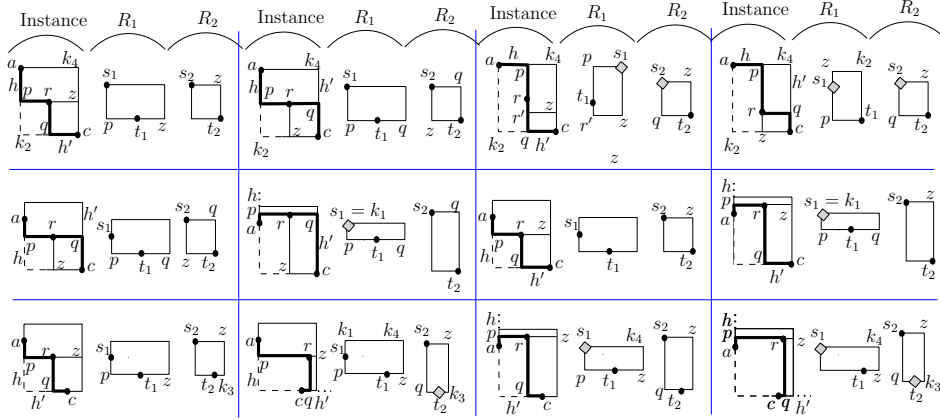 Instance R₁ R₂ Instance R₁ R₂ Instance R₁ R₂ Instance R₁ R₂
a k₄ h p r z q c k₂ h′ s₁ p t₁ s₂ z t₂
a k₄ h h′ p r q z c k₂ s₁ p t₁ q s₂ q z t₂
a h k₄ p r r′ z c k₂ q h′ p s₁ t₁ r′ z s₂ z q t₂
z
a h k₄ p h′ r q c k₂ z z k₂ s₁ p t₁ s₂ z q t₂
a h′ r p q h z c s₁ p t₁ q s₂ q z t₂
h: p a r q h′ z c s₁ = k₁ p t₁ q s₂ q z t₂
a r z p h q c h′ s₁ t₁ s₂ z t₂
h: p a r z q c h′ s₁ = k₁ p t₁ q s₂ z t₂
a r z p h q h′ c s₁ p t₁ z s₂ z t₂ k₃
a r z p h c q h′ k₁ k₄ s₁ p t₁ z s₂ z k₃ t₂
h: p a r z q h′ c s₁ k₄ p t₁ z s₂ z q t₂
h: p a r z c q h′ s₁ k₄ p t₁ z s₂ z k₃ q t₂